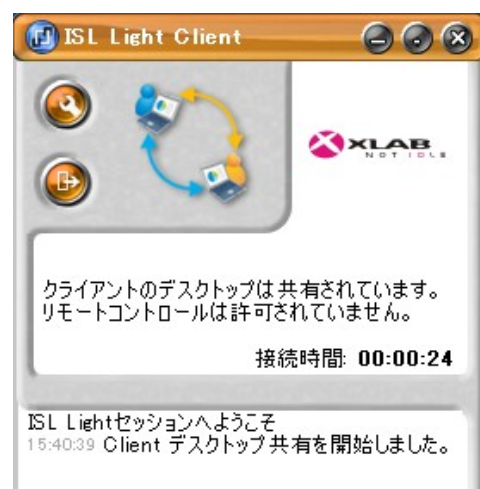 ISL Light Client
XLAB
NOT IDLE
クライアントのデスクトップは共有されています。
リモートコントロールは許可されていません。
接続時間: 00:00:24
ISL Lightセッションへようこそ
15:40:39 Client デスクトップ共有を開始しました。